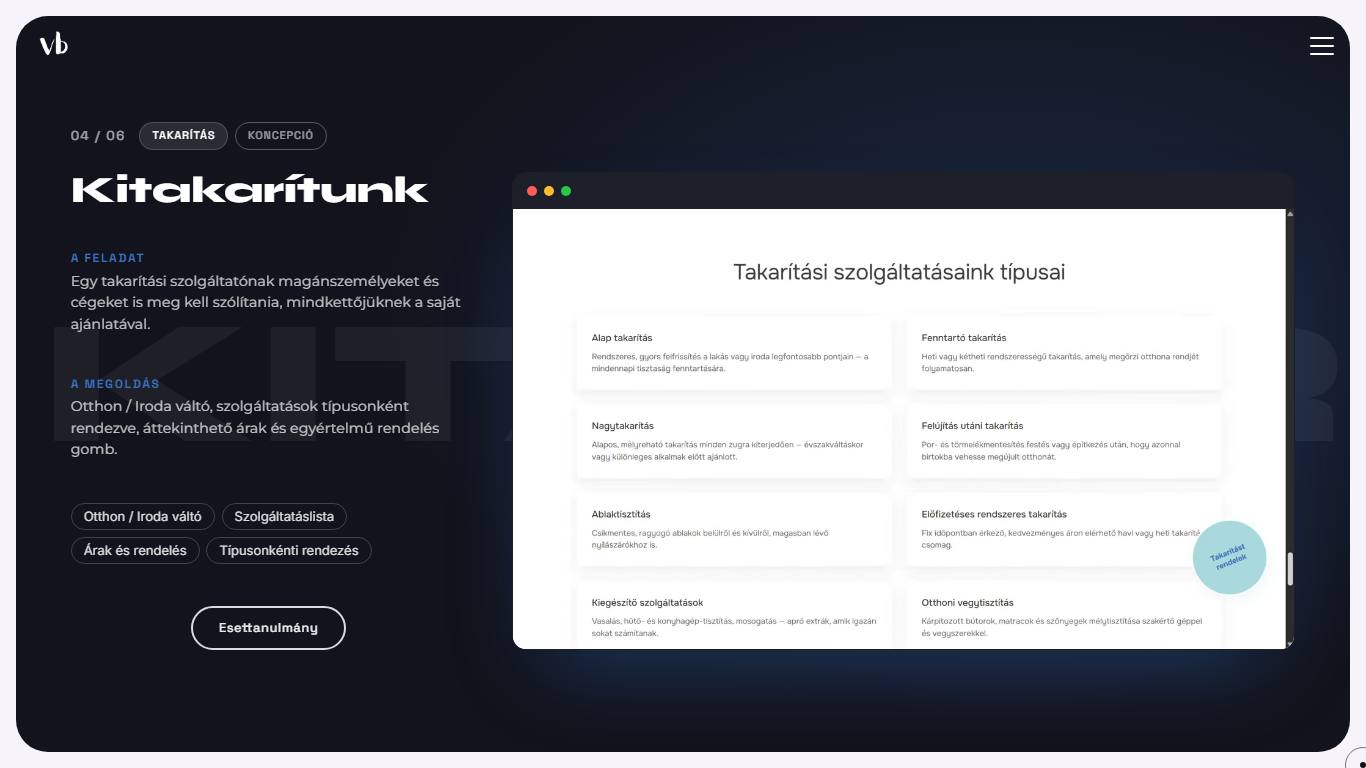 vb
04 / 06
TAKARÍTÁS
KONCEPCIÓ
Kitakarítunk
A FELADAT
Egy takarítási szolgáltatónak magánszemélyeket és
cégeket is meg kell szólítania, mindkettőjüknek a saját
ajánlatával.
A MEGOLDÁS
Otthon / Iroda váltó, szolgáltatások típusonként
rendezve, áttekinthető árak és egyértelmű rendelés
gomb.
Otthon / Iroda váltó
Szolgáltatáslista
Árak és rendelés
Típusonkénti rendezés
Esettanulmány
Takarítási szolgáltatásaink típusai
Alap takarítás
Rendszeres, gyors felfrissítés a lakás vagy iroda legfontosabb pontjain – a
mindennapi tisztaság fenntartására.
Fenntartó takarítás
Heti vagy kétheti rendszerességű takarítás, amely megőrzi otthona rendjét
folyamatosan.
Nagytakarítás
Alapos, mélyreható takarítás minden zugra kiterjedően – évszakváltáskor
vagy különleges alkalmak előtt ajánlott.
Felújítás utáni takarítás
Por- és törmelékmentesítés festés vagy építkezés után, hogy azonnal
birtokba vehesse megújult otthonát.
Ablaktisztítás
Csíkmentes, ragyogó ablakok belülről és kívülről, magasban lévő
nyílászárókhoz is.
Előfizetéses rendszeres takarítás
Fix időpontban érkező, kedvezményes áron elérhető havi vagy heti takarítá
csomag.
Takarítást
rendelek
Kiegészítő szolgáltatások
Vasalás, hűtő- és konyhagép-tisztítás, mosogatás – apró extrák, amik igazán
sokat számítanak.
Otthoni vegytisztítás
Kárpitozott bútorok, matracok és szőnyegek mélytisztítása szakértő géppel
és vegyszerekkel.